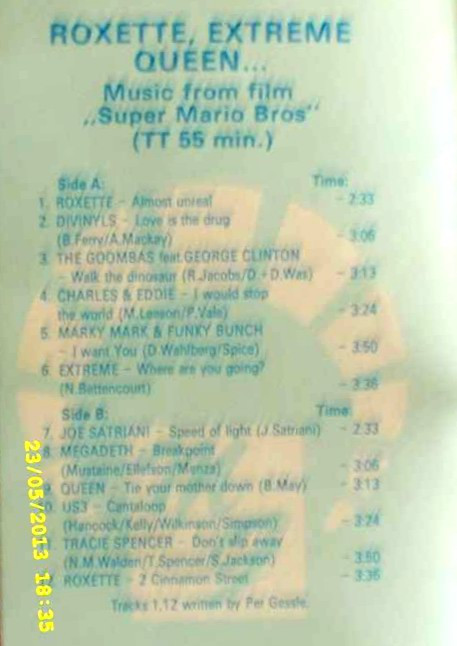 ROXETTE, EXTREME
QUEEN...
Music from film
„Super Mario Bros"
(TT 55 min.)
Side A: Time:
1. ROXETTE - Almost unreal - 2:33
2. DIVINYLS - Love is the drug
(B.Ferry/A.Mackay) - 3:06
3. THE GOOMBAS feat.GEORGE CLINTON
- Walk the dinosaur (R.Jacobs/D.+D.Was) - 3:13
4. CHARLES & EDDIE - I would stop
the world (M.Leeson/P.Vale) - 3:24
5. MARKY MARK & FUNKY BUNCH
- I want You (D.Wahlberg/Spice) - 3:50
6. EXTREME - Where are you going?
(N.Bettencourt) - 3:36
Side B: Time:
7. JOE SATRIANI - Speed of light (J.Satriani) - 2:33
8. MEGADETH - Breakpoint
(Mustaine/Ellefson/Menza) - 3:06
9. QUEEN - Tie your mother down (B.May) - 3:13
0. US3 - Cantaloop
(Hancock/Kelly/Wilkinson/Simpson) - 3:24
TRACIE SPENCER - Don's slip away
(N.M.Walden/T.Spencer/S.Jackson) - 3:50
ROXETTE - 2 Cinnamon Street - 3:36
Tracks 1,12 written by Per Gessle.
23/05/2013 18:35